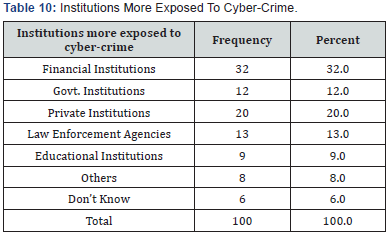 Table 10: Institutions More Exposed To Cyber-Crime.
Institutions more exposed to cyber-crime Frequency Percent
Financial Institutions 32 32.0
Govt. Institutions 12 12.0
Private Institutions 20 20.0
Law Enforcement Agencies 13 13.0
Educational Institutions 9 9.0
Others 8 8.0
Don't Know 6 6.0
Total 100 100.0